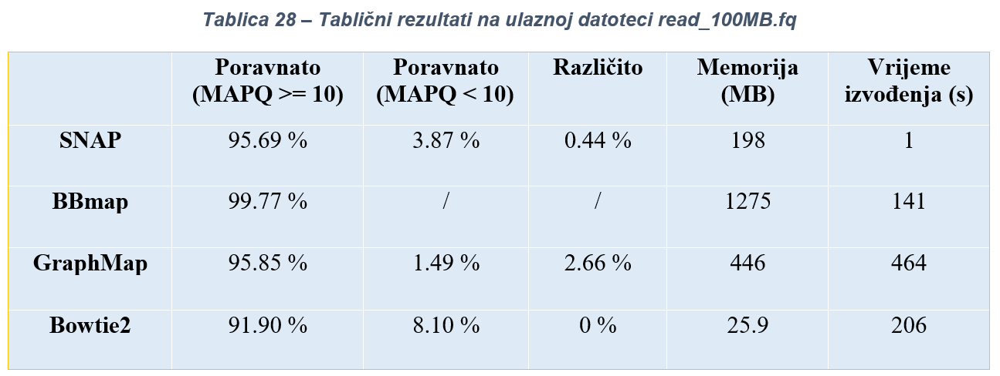 Tablica 28 – Tablični rezultati na ulaznoj datoteci read_100MB.fq
Poravnato (MAPQ >= 10) Poravnato (MAPQ < 10) Različito Memorija (MB) Vrijeme izvođenja (s)
SNAP 95.69 % 3.87 % 0.44 % 198 1
BBmap 99.77 % / / 1275 141
GraphMap 95.85 % 1.49 % 2.66 % 446 464
Bowtie2 91.90 % 8.10 % 0 % 25.9 206